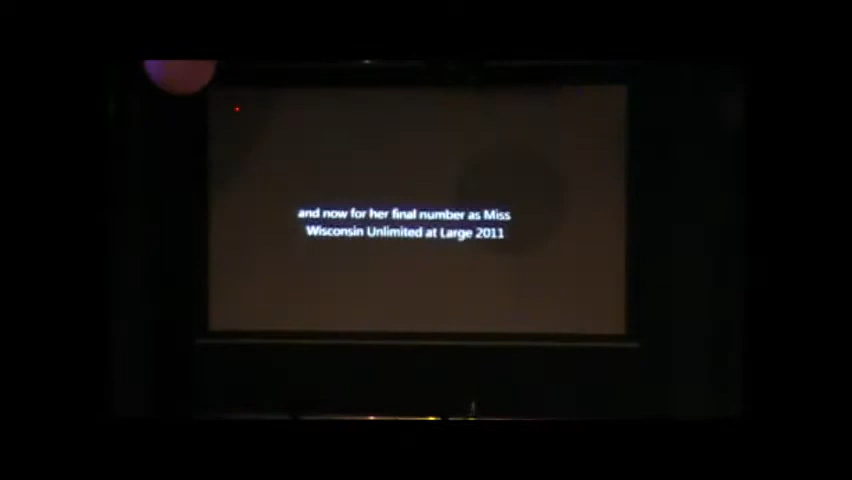 and now for her final number as Miss
Wisconsin Unlimited at Large 2011